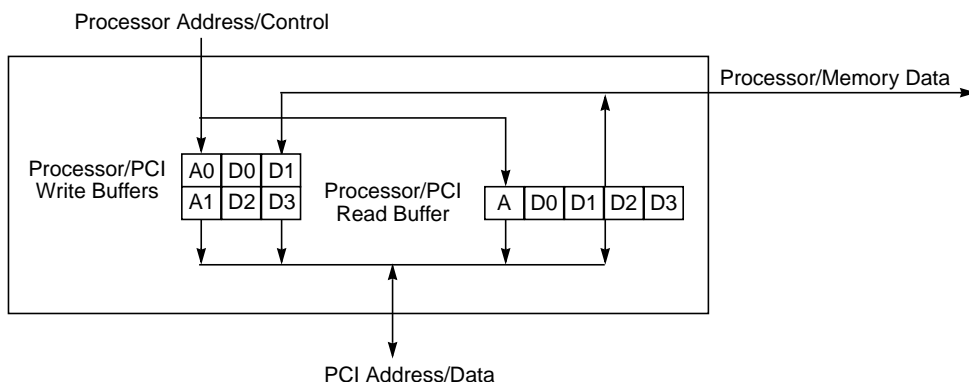 Processor Address/Control
Processor/Memory Data
Processor/PCI
Write Buffers
A0 D0 D1
A1 D2 D3
Processor/PCI
Read Buffer
A D0 D1 D2 D3
PCI Address/Data